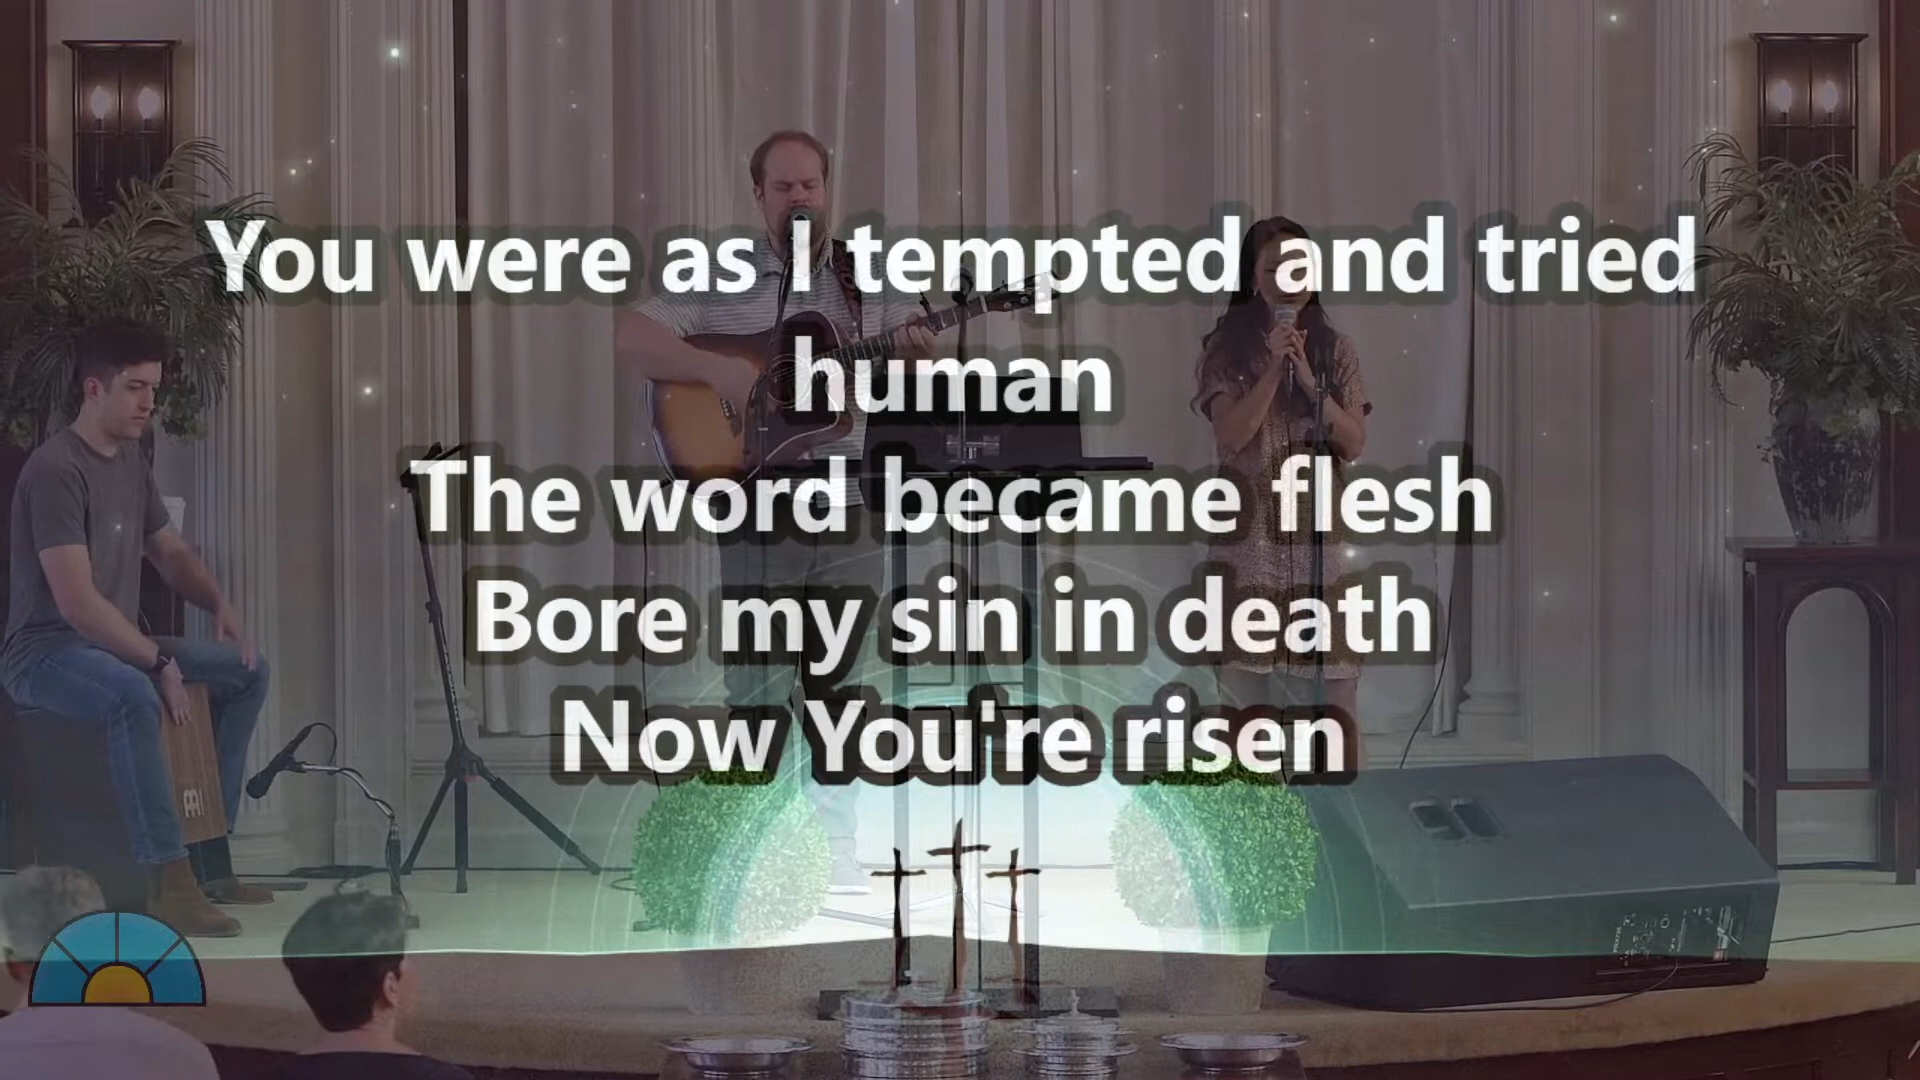 You were as I tempted and tried
human
The word became flesh
Bore my sin in death
Now You're risen